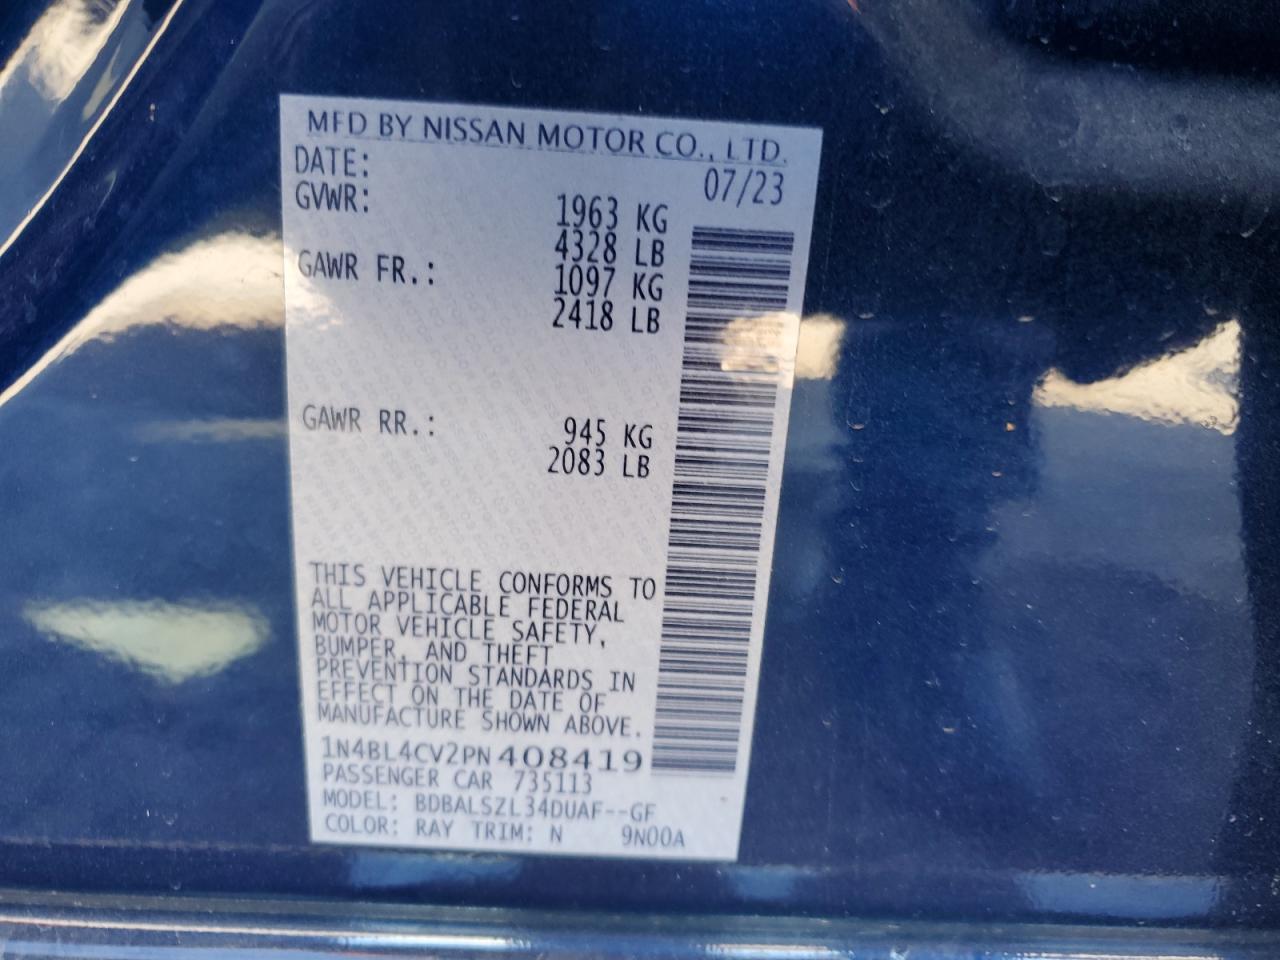 MFD BY NISSAN MOTOR CO., LTD.
DATE: 07/23
GVWR: 1963 KG
4328 LB
GAWR FR.: 1097 KG
2418 LB
GAWR RR.: 945 KG
2083 LB
THIS VEHICLE CONFORMS TO
ALL APPLICABLE FEDERAL
MOTOR VEHICLE SAFETY,
BUMPER, AND THEFT
PREVENTION STANDARDS IN
EFFECT ON THE DATE OF
MANUFACTURE SHOWN ABOVE.
1N4BL4CV2PN408419
PASSENGER CAR 735113
MODEL: BDBALSZL34DUAF--GF
COLOR: RAY TRIM: N 9N00A